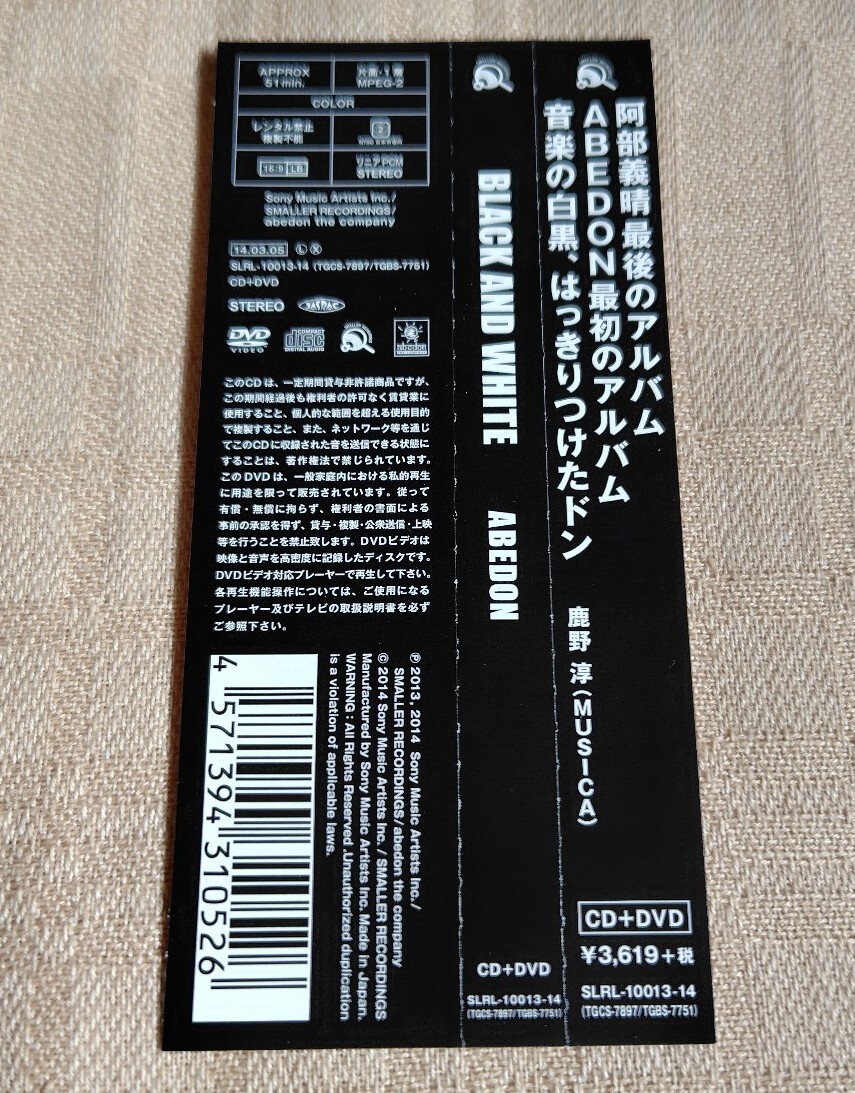 阿部義晴最後のアルバム
ABEDON最初のアルバム
音楽の白黒、はっきりつけたドン
鹿野 淳(MUSICA)
CD+DVD
¥3,619+税
SLRL-10013-14
(TGCS-7897/TGBS-7751)
BLACK AND WHITE ABEDON
CD+DVD
SLRL-10013-14
(TGCS-7897/TGBS-7751)
APPROX
51min.
片面・1層
MPEG-2
COLOR
レンタル禁止
複製不能
2
16:9 LB
リニアPCM
STEREO
Sony Music Artists Inc./
SMALLER RECORDINGS/
abedon the company
14.03.05 Ⓛ Ⓧ
SLRL-10013-14 (TGCS-7897/TGBS-7751)
CD+DVD
STEREO JASRAC
DVD
VIDEO
COMPACT
disc
DIGITAL AUDIO
このCDは、一定期間貸与非許諾商品ですが、
この期間経過後も権利者の許可なく賃貸業に
使用すること、個人的な範囲を超える使用目的
で複製すること、また、ネットワーク等を通じ
てこのCDに収録された音を送信できる状態に
することは、著作権法で禁じられています。
このDVDは、一般家庭内における私的再生
に用途を限って販売されています。従って
有償・無償に拘らず、権利者の書面による
事前の承認を得ず、貸与・複製・公衆送信・上映
等を行うことを禁止致します。DVDビデオは
映像と音声を高密度に記録したディスクです。
DVDビデオ対応プレーヤーで再生して下さい。
各再生機能操作については、ご使用になる
プレーヤー及びテレビの取扱説明書を必ず
ご参照下さい。
Ⓟ 2013, 2014 Sony Music Artists Inc./
SMALLER RECORDINGS/abedon the company
© 2014 Sony Music Artists Inc. / SMALLER RECORDINGS
Manufactured by Sony Music Artists Inc. Made in Japan.
WARNING : All Rights Reserved .Unauthorized duplication
is a violation of applicable laws.
4 571394 310526